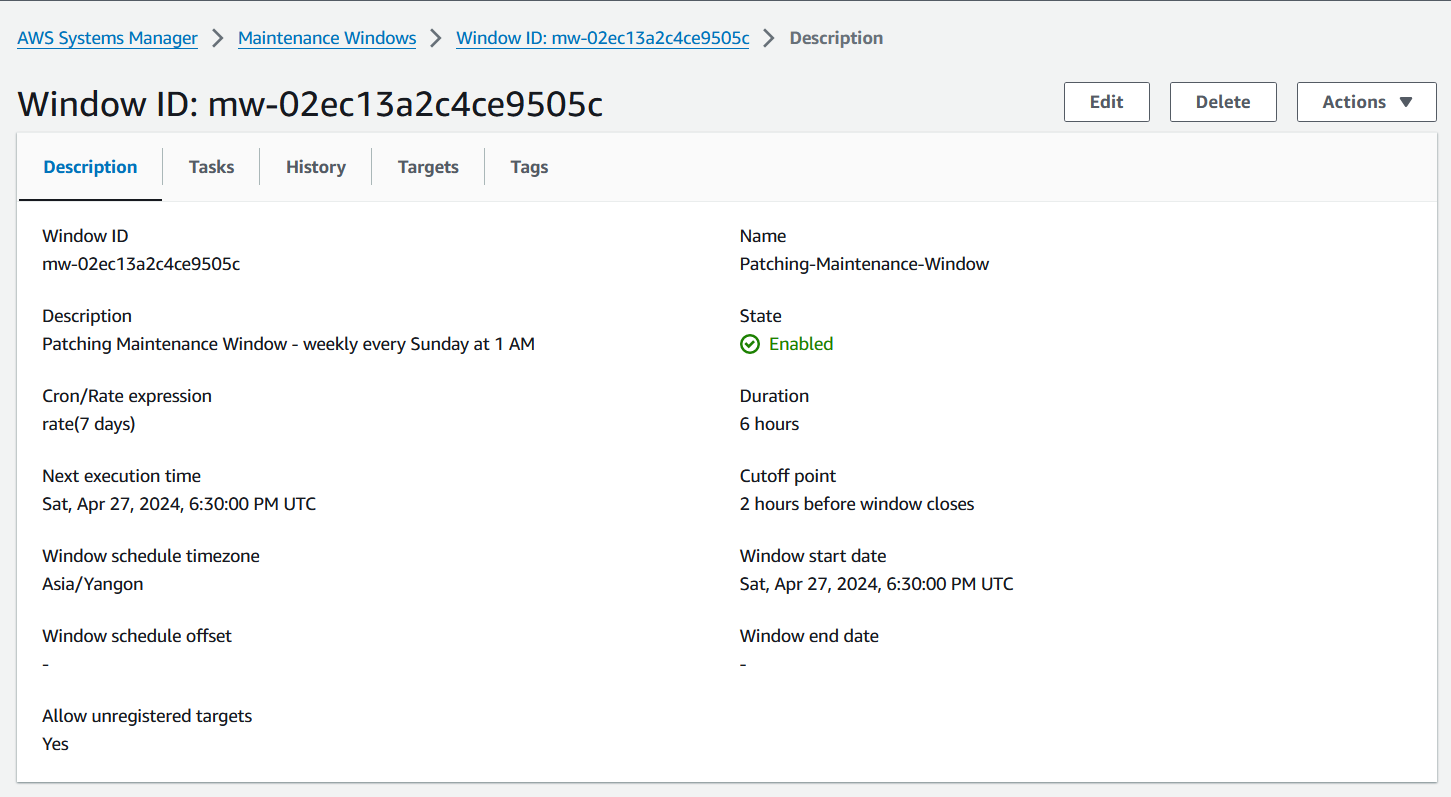 AWS Systems Manager > Maintenance Windows > Window ID: mw-02ec13a2c4ce9505c > Description
Window ID: mw-02ec13a2c4ce9505c
Edit
Delete
Actions ▼
Description
Tasks
History
Targets
Tags
Window ID
mw-02ec13a2c4ce9505c
Name
Patching-Maintenance-Window
Description
Patching Maintenance Window - weekly every Sunday at 1 AM
State
Enabled
Cron/Rate expression
rate(7 days)
Duration
6 hours
Next execution time
Sat, Apr 27, 2024, 6:30:00 PM UTC
Cutoff point
2 hours before window closes
Window schedule timezone
Asia/Yangon
Window start date
Sat, Apr 27, 2024, 6:30:00 PM UTC
Window schedule offset
-
Window end date
-
Allow unregistered targets
Yes